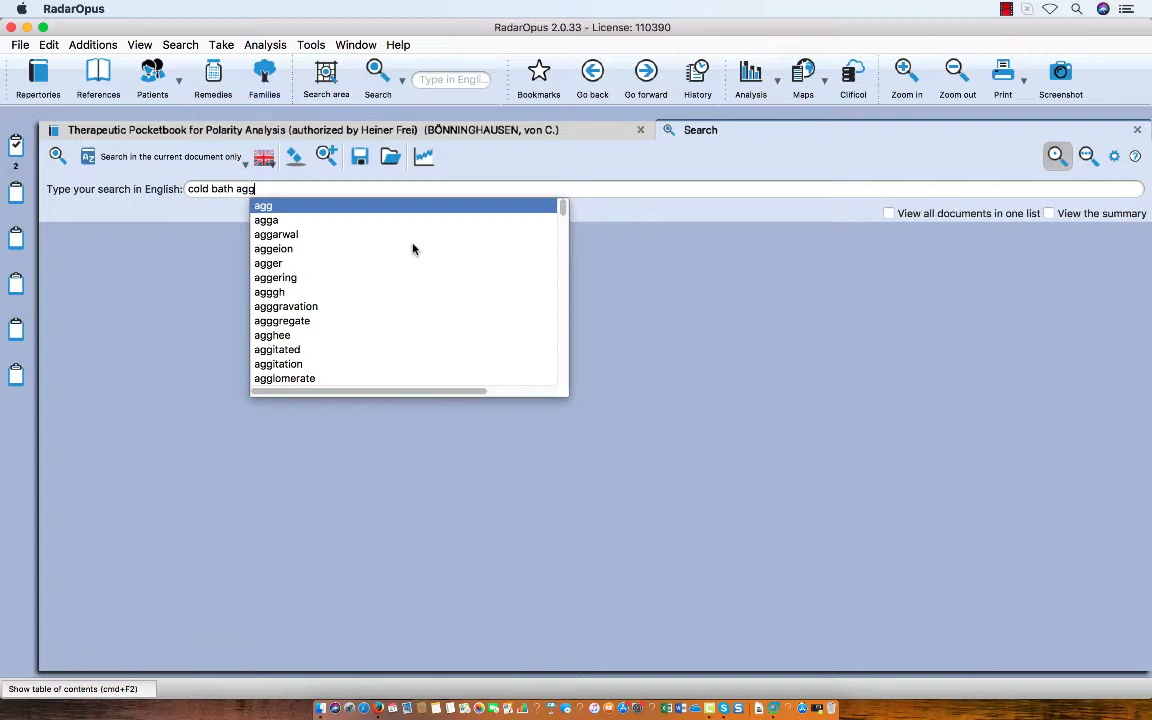 RadarOpus
RadarOpus 2.0.33 - License: 110390
File Edit Additions View Search Take Analysis Tools Window Help
Type in Engli…
Repertories References Patients Remedies Families Search area Search Bookmarks Go back Go forward History Analysis Maps Clificol Zoom in Zoom out Print Screenshot
Therapeutic Pocketbook for Polarity Analysis (authorized by Heiner Frei) (BÖNNINGHAUSEN, von C.)
Search
Search in the current document only
2
Type your search in English: cold bath agg
View all documents in one list View the summary
agg
agga
aggarwal
aggeion
agger
aggering
agggh
agggravation
agggregate
agghee
aggitated
aggitation
agglomerate
Show table of contents (cmd+F2)